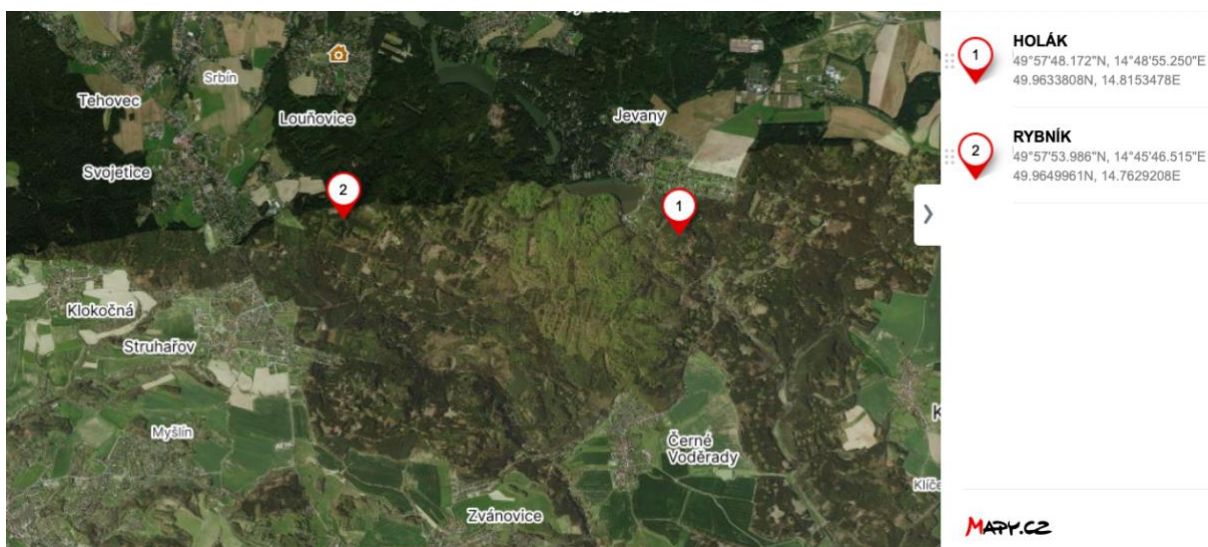 Srbín
Tehovec
Louňovice
Jevany
Svojetice
2
1
Klokočná
Struhařov
Myšlín
Černé
Voděrady
Zvánovice
K
Klíče
1
HOLÁK
49°57'48.172"N, 14°48'55.250"E
49.9633808N, 14.8153478E
2
RYBNÍK
49°57'53.986"N, 14°45'46.515"E
49.9649961N, 14.7629208E
MAPY.CZ